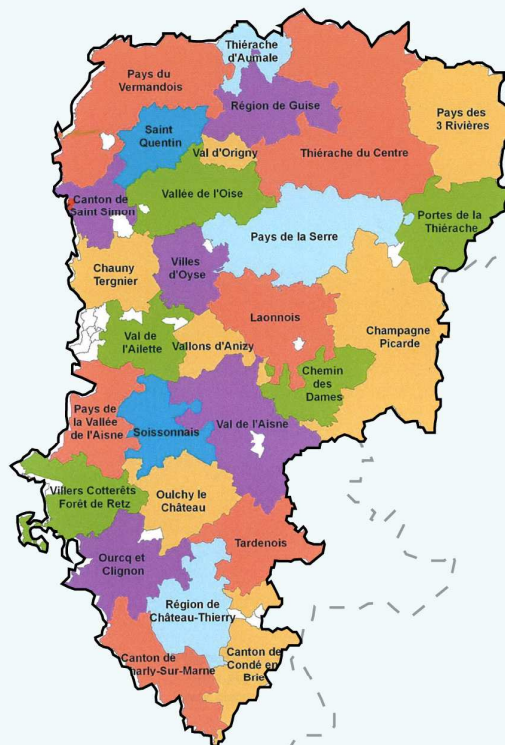 Thiérache
d'Aumale
Pays du
Vermandois
Région de Guise
Pays des
3 Rivières
Saint
Quentin
Val d'Origny
Thiérache du Centre
Canton de
Saint Simon
Vallée de l'Oise
Portes de la
Thiérache
Pays de la Serre
Chauny
Tergnier
Villes
d'Oyse
Laonnois
Champagne
Picarde
Val de
l'Ailette
Vallons d'Anizy
Chemin
des
Dames
Pays de
la Vallée
de l'Aisne
Soissonnais
Val de l'Aisne
Villers Cotterêts
Forêt de Retz
Oulchy le
Château
Ourcq et
Clignon
Tardenois
Région de
Château-Thierry
Canton de
arly-Sur-Marne
Canton de
Condé en
Brie